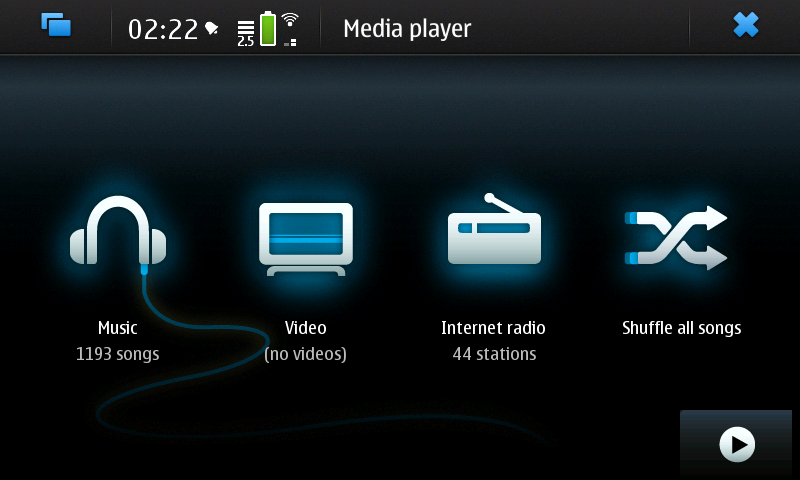 02:22
2.5
Media player
Music
1193 songs
Video
(no videos)
Internet radio
44 stations
Shuffle all songs